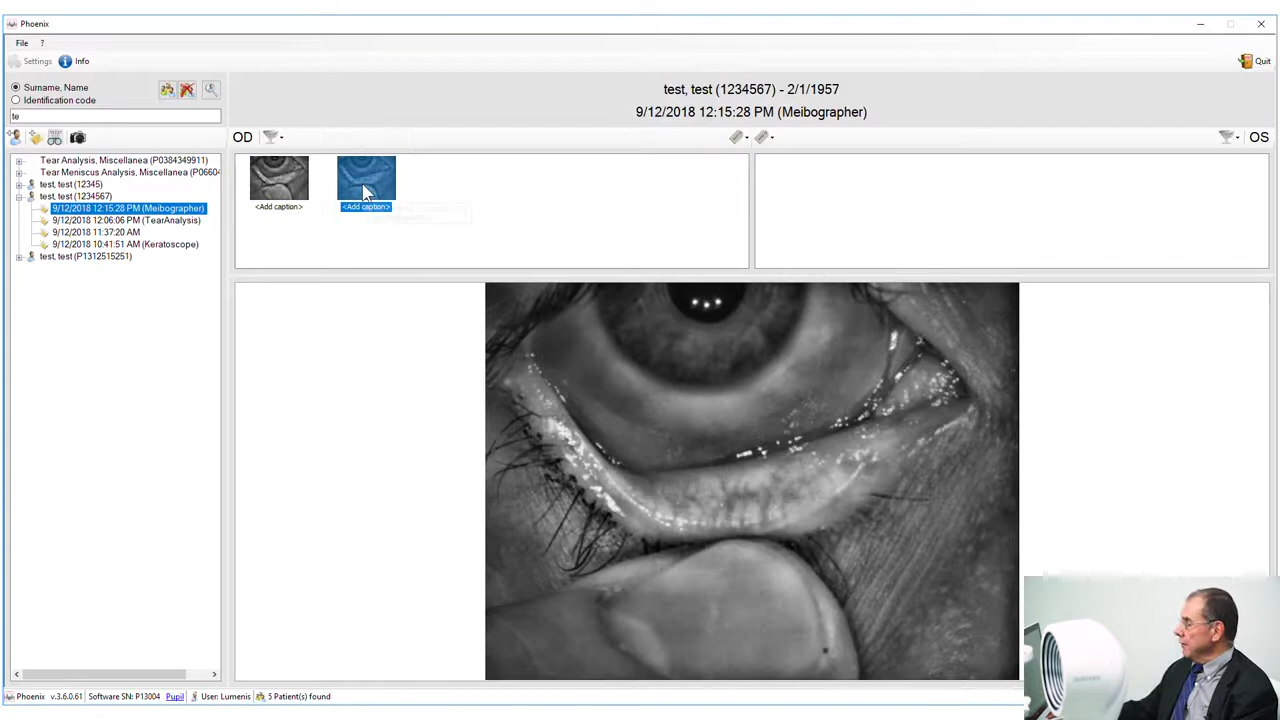 Phoenix
File ?
Settings Info
Quit
Surname, Name
Identification code
te
test, test (1234567) - 2/1/1957
9/12/2018 12:15:28 PM (Meibographer)
OD
OS
Tear Analysis, Miscellanea (P0384349911)
Tear Meniscus Analysis, Miscellanea (P06604
test, test (12345)
test, test (1234567)
9/12/2018 12:15:28 PM (Meibographer)
9/12/2018 12:06:06 PM (TearAnalysis)
9/12/2018 11:37:20 AM
9/12/2018 10:41:51 AM (Keratoscope)
test, test (P1312515251)
<Add caption>
<Add caption>
Phoenix v.3.6.0.61 Software SN: P13004 Pupil User: Lumenis 5 Patient(s) found